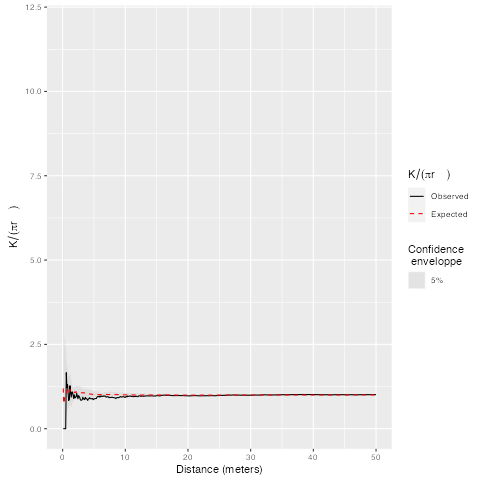 12.5
10.0
7.5
5.0
2.5
0.0
K/(πr )
0
10
20
30
40
50
Distance (meters)
K/(πr )
Observed
Expected
Confidence
enveloppe
5%